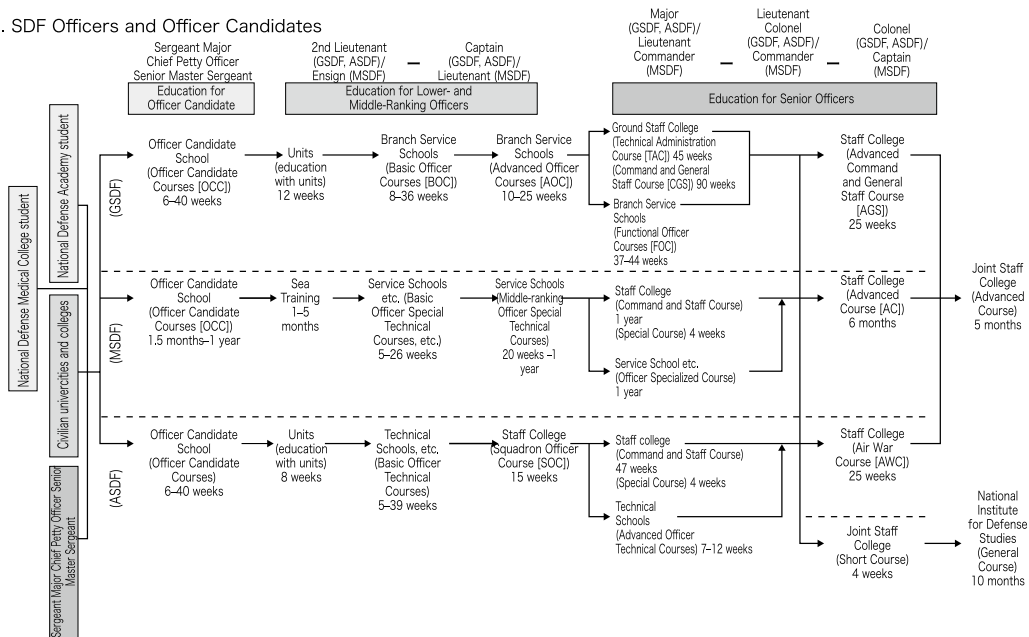 . SDF Officers and Officer Candidates
Sergeant Major
Chief Petty Officer
Senior Master Sergeant
2nd Lieutenant
(GSDF, ASDF)/
Ensign (MSDF)
–
Captain
(GSDF, ASDF)/
Lieutenant (MSDF)
Major
(GSDF, ASDF)/
Lieutenant
Commander
(MSDF)
–
Lieutenant
Colonel
(GSDF, ASDF)/
Commander
(MSDF)
–
Colonel
(GSDF, ASDF)/
Captain
(MSDF)
Education for
Officer Candidate
Education for Lower- and
Middle-Ranking Officers
Education for Senior Officers
National Defense Medical College student
National Defense Academy student
Civilian univercities and colleges
Sergeant Major Chief Petty Officer Senior
Master Sergeant
(GSDF)
Officer Candidate
School
(Officer Candidate
Courses [OCC])
6–40 weeks
Units
(education
with units)
12 weeks
Branch Service
Schools
(Basic Officer
Courses [BOC])
8–36 weeks
Branch Service
Schools
(Advanced Officer
Courses [AOC])
10–25 weeks
Ground Staff College
(Technical Administration
Course [TAC]) 45 weeks
(Command and General
Staff Course [CGS]) 90 weeks
Branch Service
Schools
(Functional Officer
Courses [FOC])
37–44 weeks
Staff College
(Advanced
Command
and General
Staff Course
[AGS])
25 weeks
(MSDF)
Officer Candidate
School
(Officer Candidate
Courses [OCC])
1.5 months–1 year
Sea
Training
1–5
months
Service Schools
etc. (Basic
Officer Special
Technical
Courses, etc.)
5–26 weeks
Service Schools
(Middle-ranking
Officer Special
Technical
Courses)
20 weeks –1
year
Staff College
(Command and Staff Course)
1 year
(Special Course) 4 weeks
Service School etc.
(Officer Specialized Course)
1 year
Staff College
(Advanced
Course [AC])
6 months
Joint Staff
College
(Advanced
Course)
5 months
(ASDF)
Officer Candidate
School
(Officer Candidate
Courses)
6–40 weeks
Units
(education
with units)
8 weeks
Technical
Schools, etc.
(Basic Officer
Technical
Courses)
5–39 weeks
Staff College
(Squadron Officer
Course [SOC])
15 weeks
Staff college
(Command and Staff Course)
47 weeks
(Special Course) 4 weeks
Technical
Schools
(Advanced Officer
Technical Courses) 7–12 weeks
Staff College
(Air War
Course [AWC])
25 weeks
Joint Staff
College
(Short Course)
4 weeks
National
Institute
for Defense
Studies
(General
Course)
10 months